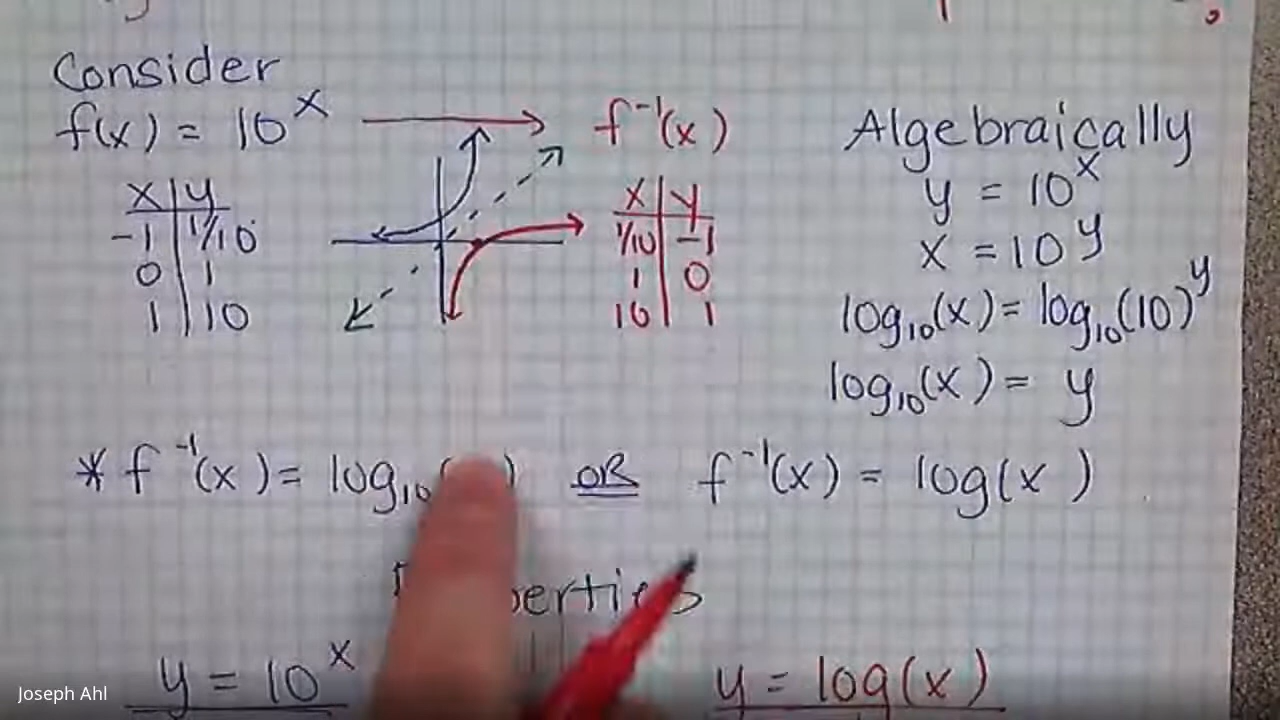 Consider
f(x) = 10^x
f⁻¹(x)
x | y
-1 | 1/10
0 | 1
1 | 10
x | y
1/10 | -1
1 | 0
10 | 1
Algebraically
y = 10^x
x = 10^y
log₁₀(x) = log₁₀(10)^y
log₁₀(x) = y
* f⁻¹(x) = log₁₀( ) OR f⁻¹(x) = log(x)
y = 10^x
y = log(x)
Joseph Ahl